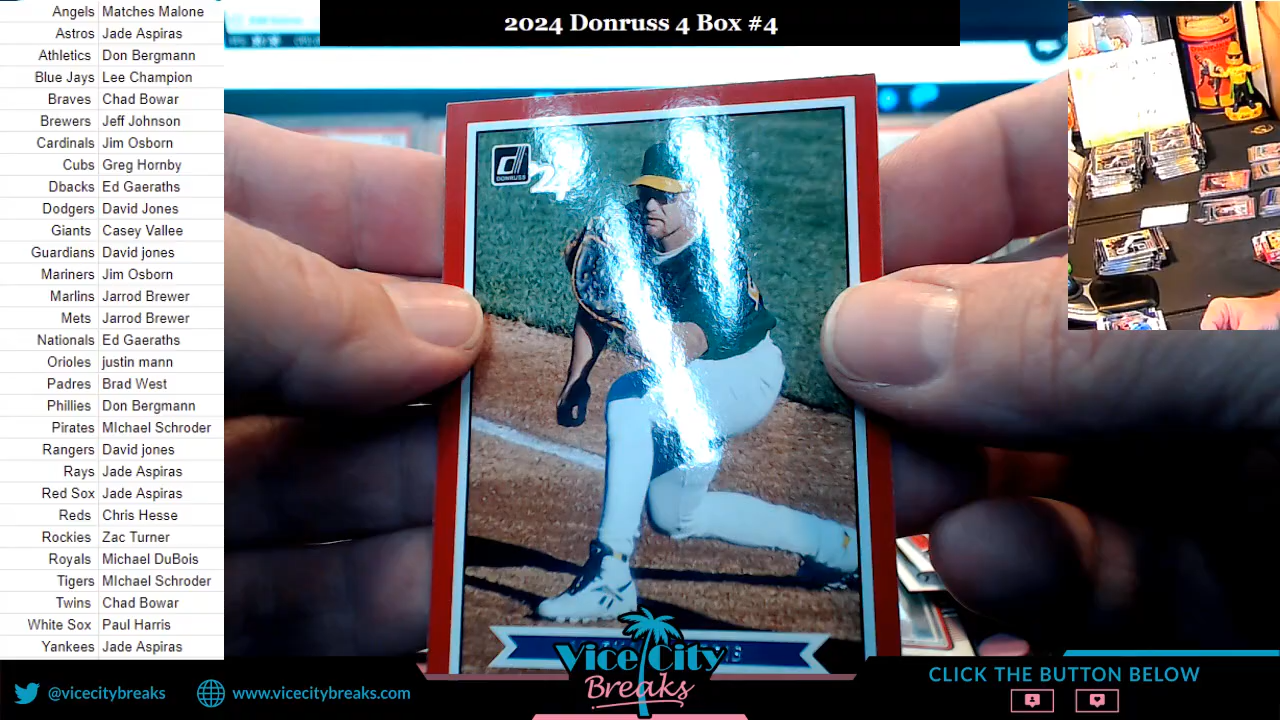 2024 Donruss 4 Box #4
Angels Matches Malone
Astros Jade Aspiras
Athletics Don Bergmann
Blue Jays Lee Champion
Braves Chad Bowar
Brewers Jeff Johnson
Cardinals Jim Osborn
Cubs Greg Hornby
Dbacks Ed Gaeraths
Dodgers David Jones
Giants Casey Vallee
Guardians David jones
Mariners Jim Osborn
Marlins Jarrod Brewer
Mets Jarrod Brewer
Nationals Ed Gaeraths
Orioles justin mann
Padres Brad West
Phillies Don Bergmann
Pirates MIchael Schroder
Rangers David jones
Rays Jade Aspiras
Red Sox Jade Aspiras
Reds Chris Hesse
Rockies Zac Turner
Royals Michael DuBois
Tigers MIchael Schroder
Twins Chad Bowar
White Sox Paul Harris
Yankees Jade Aspiras
d '24
DONRUSS
Vice City
Breaks
@vicecitybreaks
www.vicecitybreaks.com
CLICK THE BUTTON BELOW